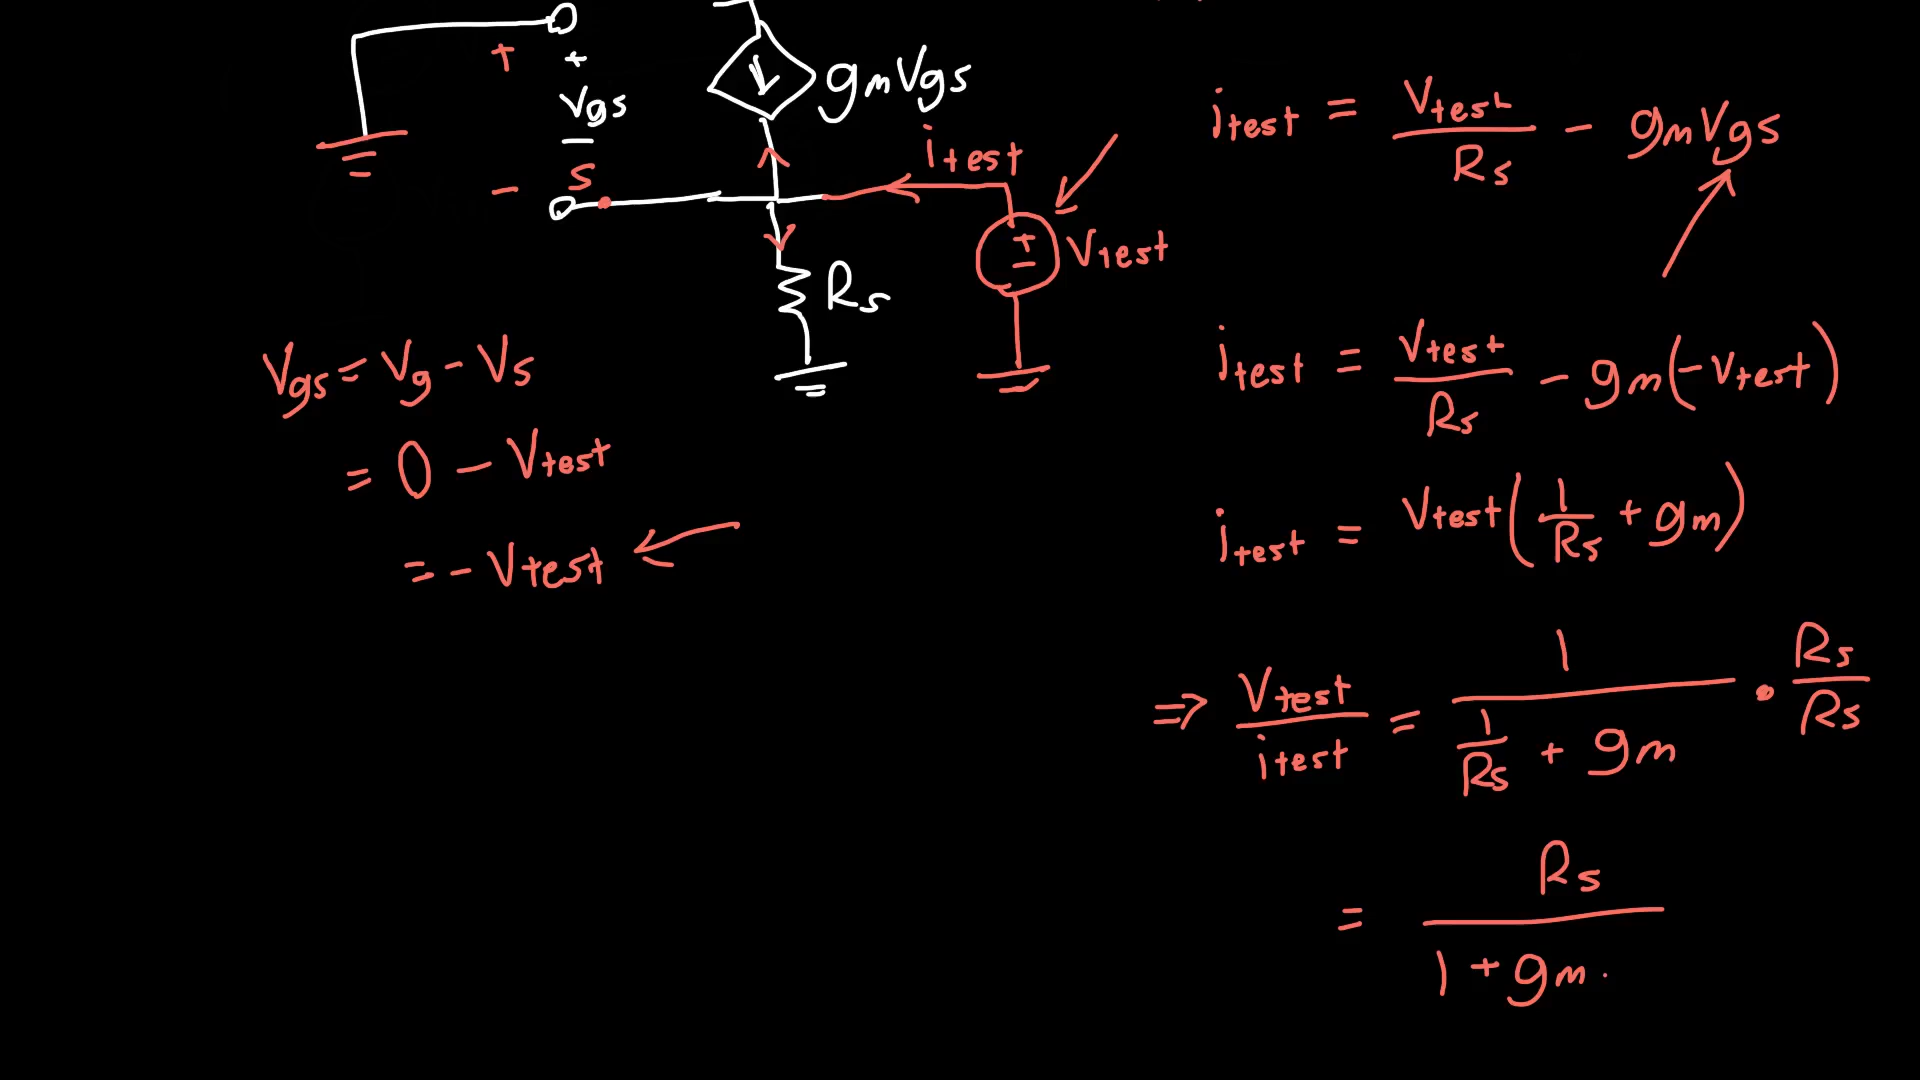 +
+
Vgs
−
− S
gmVgs
itest
+
−
Vtest
Rs
Vgs = Vg - Vs
= 0 - Vtest
= - Vtest
itest = Vtest/Rs - gmVgs
itest = Vtest/Rs - gm(-Vtest)
itest = Vtest(1/Rs + gm)
⇒ Vtest/itest = 1/(1/Rs + gm) · Rs/Rs
= Rs/(1 + gm ·